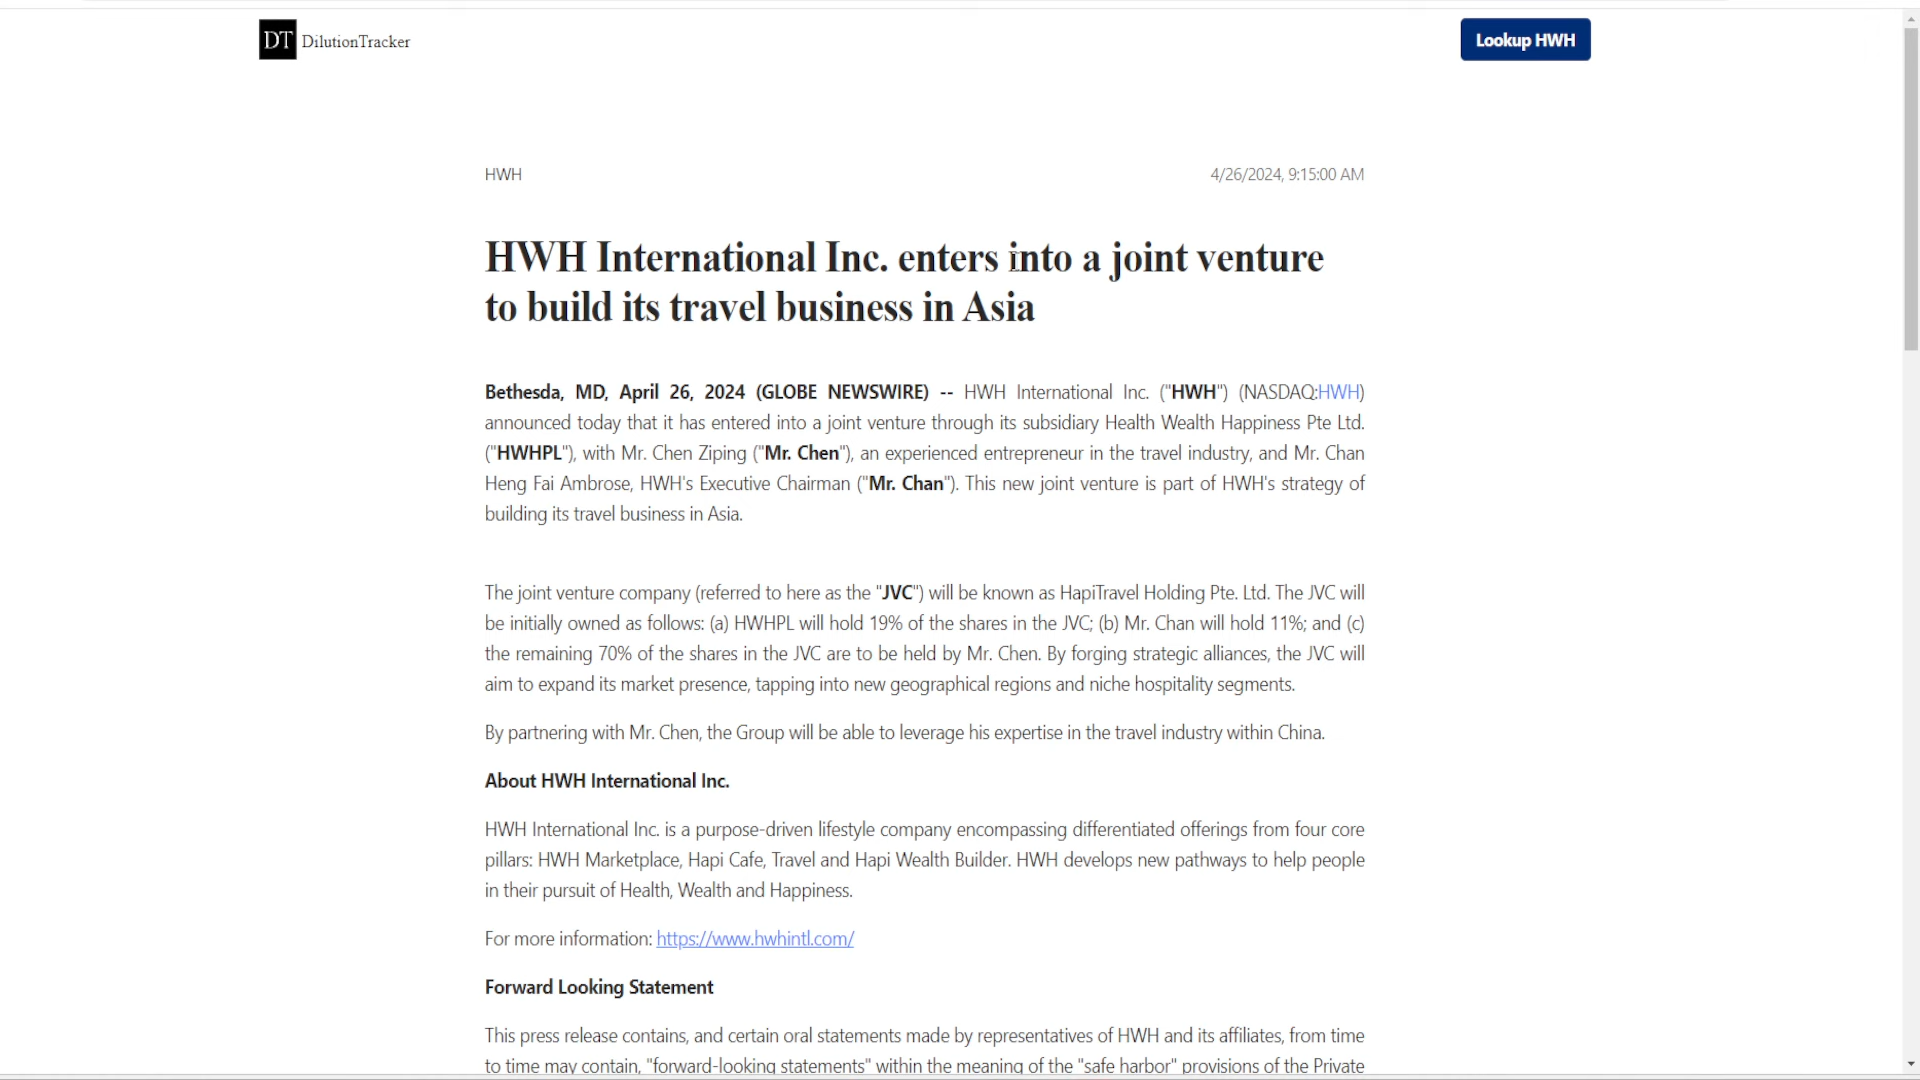 DT DilutionTracker
Lookup HWH
HWH
4/26/2024, 9:15:00 AM
HWH International Inc. enters into a joint venture
to build its travel business in Asia
Bethesda, MD, April 26, 2024 (GLOBE NEWSWIRE) -- HWH International Inc. ("HWH") (NASDAQ:HWH)
announced today that it has entered into a joint venture through its subsidiary Health Wealth Happiness Pte Ltd.
("HWHPL"), with Mr. Chen Ziping ("Mr. Chen"), an experienced entrepreneur in the travel industry, and Mr. Chan
Heng Fai Ambrose, HWH's Executive Chairman ("Mr. Chan"). This new joint venture is part of HWH's strategy of
building its travel business in Asia.
The joint venture company (referred to here as the "JVC") will be known as HapiTravel Holding Pte. Ltd. The JVC will
be initially owned as follows: (a) HWHPL will hold 19% of the shares in the JVC; (b) Mr. Chan will hold 11%; and (c)
the remaining 70% of the shares in the JVC are to be held by Mr. Chen. By forging strategic alliances, the JVC will
aim to expand its market presence, tapping into new geographical regions and niche hospitality segments.
By partnering with Mr. Chen, the Group will be able to leverage his expertise in the travel industry within China.
About HWH International Inc.
HWH International Inc. is a purpose-driven lifestyle company encompassing differentiated offerings from four core
pillars: HWH Marketplace, Hapi Cafe, Travel and Hapi Wealth Builder. HWH develops new pathways to help people
in their pursuit of Health, Wealth and Happiness.
For more information: https://www.hwhintl.com/
Forward Looking Statement
This press release contains, and certain oral statements made by representatives of HWH and its affiliates, from time
to time may contain, "forward-looking statements" within the meaning of the "safe harbor" provisions of the Private